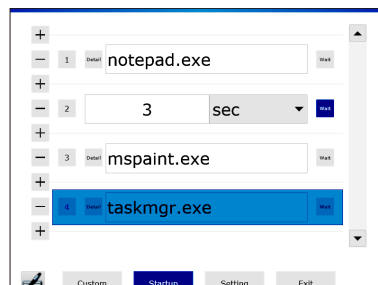 +
− 1 Detail notepad.exe Wait
+
− 2 3 sec Wait
+
− 3 Detail mspaint.exe Wait
+
− 4 Detail taskmgr.exe Wait
+
Custom Startup Setting Exit